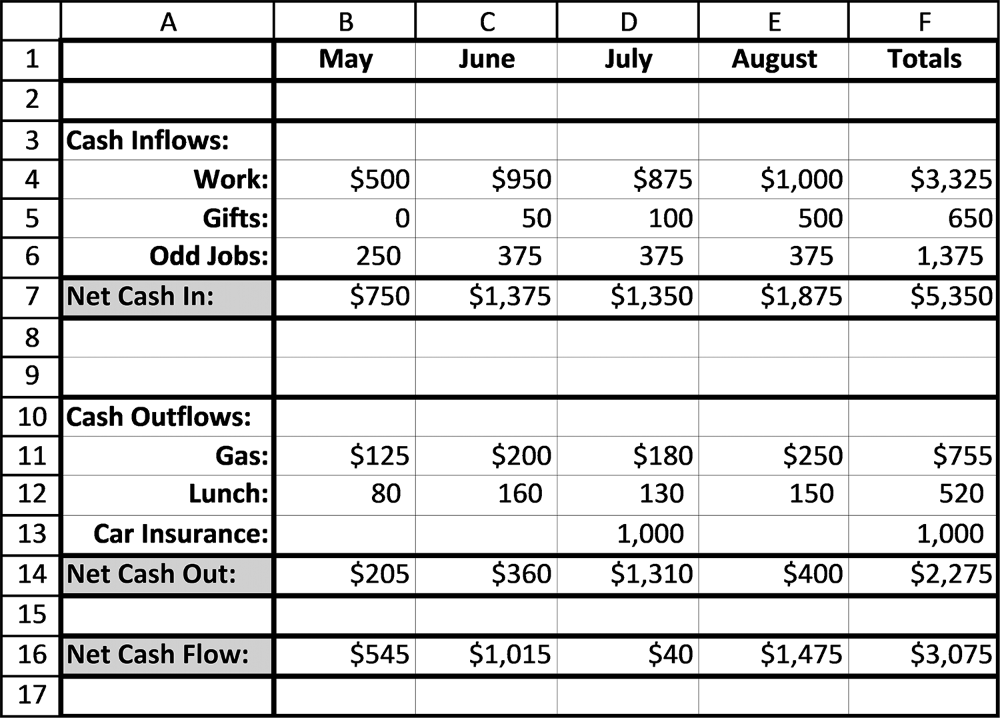 A B C D E F
1 May June July August Totals
2
3 Cash Inflows:
4 Work: $500 $950 $875 $1,000 $3,325
5 Gifts: 0 50 100 500 650
6 Odd Jobs: 250 375 375 375 1,375
7 Net Cash In: $750 $1,375 $1,350 $1,875 $5,350
8
9
10 Cash Outflows:
11 Gas: $125 $200 $180 $250 $755
12 Lunch: 80 160 130 150 520
13 Car Insurance: 1,000 1,000
14 Net Cash Out: $205 $360 $1,310 $400 $2,275
15
16 Net Cash Flow: $545 $1,015 $40 $1,475 $3,075
17